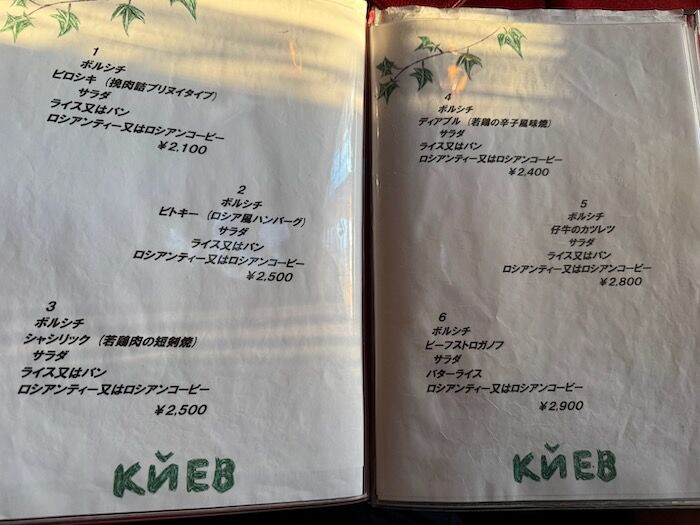 1
ボルシチ
ピロシキ（挽肉詰ブリヌイタイプ）
サラダ
ライス又はパン
ロシアンティー又はロシアンコーヒー
￥2,100
2
ボルシチ
ビトキー（ロシア風ハンバーグ）
サラダ
ライス又はパン
ロシアンティー又はロシアンコーヒー
￥2,500
3
ボルシチ
シャシリック（若鶏肉の短剣焼）
サラダ
ライス又はパン
ロシアンティー又はロシアンコーヒー
￥2,500
КЙЕВ
4
ボルシチ
ディアブル（若鶏の辛子風味焼）
サラダ
ライス又はパン
ロシアンティー又はロシアンコーヒー
￥2,400
5
ボルシチ
仔牛のカツレツ
サラダ
ライス又はパン
ロシアンティー又はロシアンコーヒー
￥2,800
6
ボルシチ
ビーフストロガノフ
サラダ
バターライス
ロシアンティー又はロシアンコーヒー
￥2,900
КЙЕВ